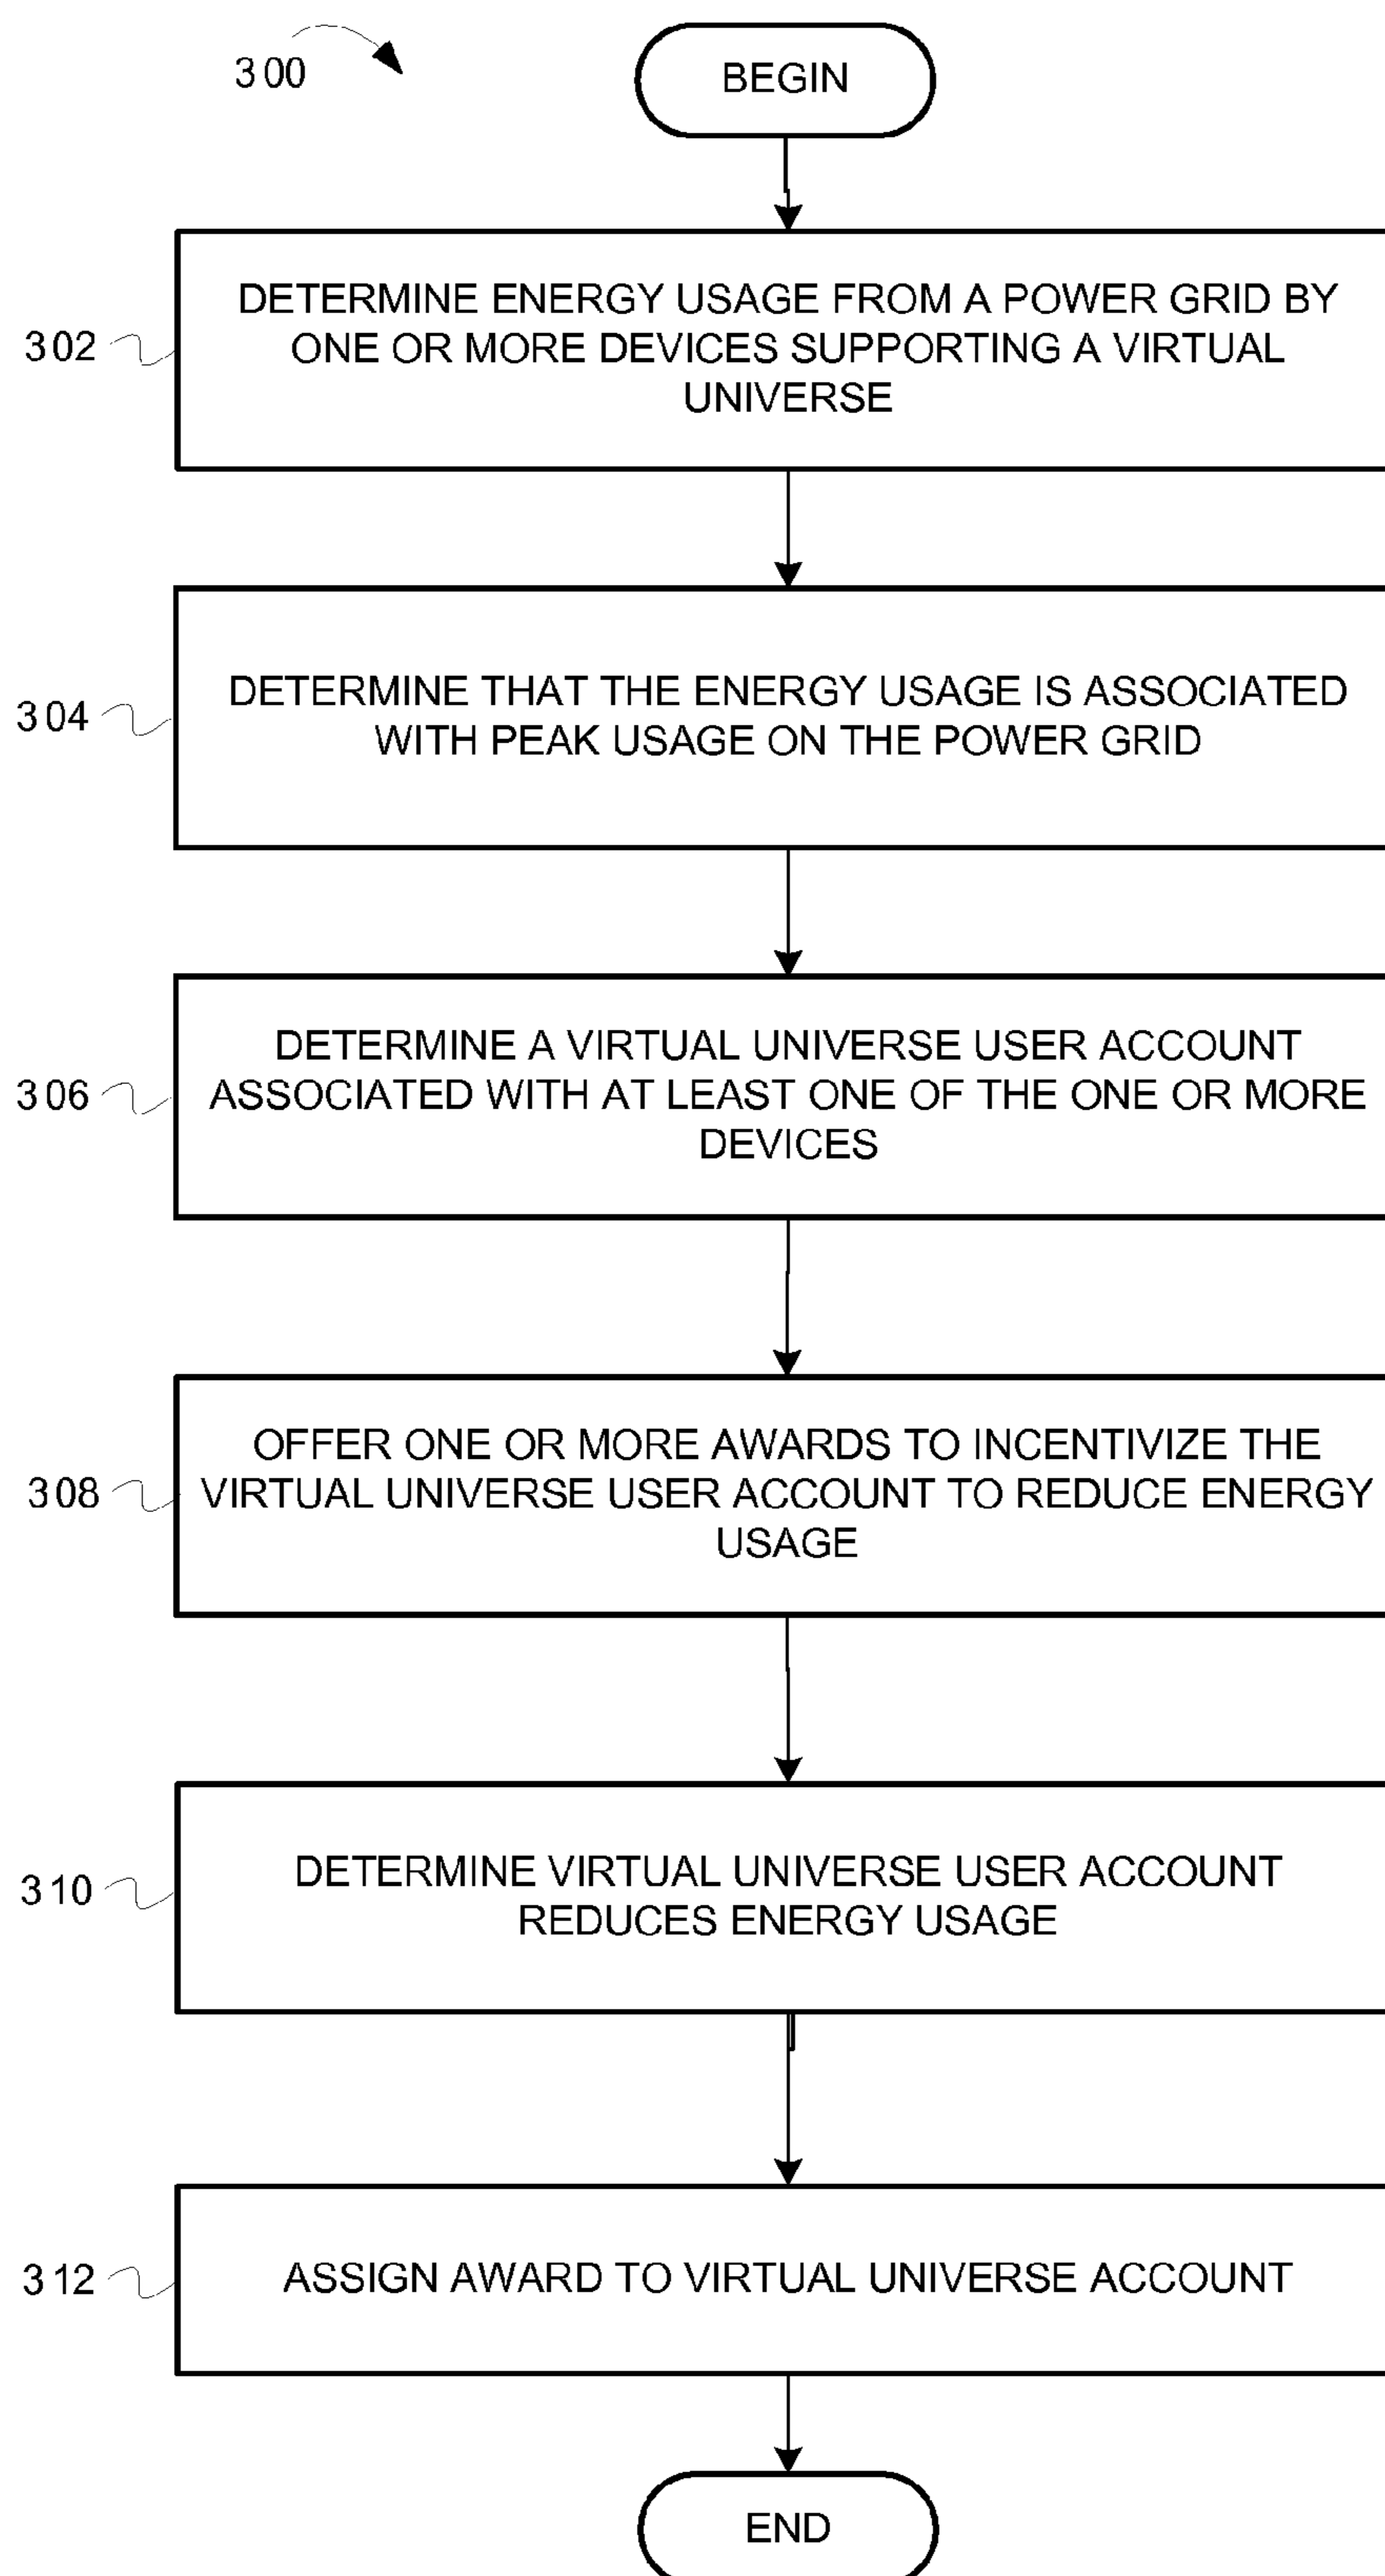 300
BEGIN
302
DETERMINE ENERGY USAGE FROM A POWER GRID BY
ONE OR MORE DEVICES SUPPORTING A VIRTUAL
UNIVERSE
304
DETERMINE THAT THE ENERGY USAGE IS ASSOCIATED
WITH PEAK USAGE ON THE POWER GRID
306
DETERMINE A VIRTUAL UNIVERSE USER ACCOUNT
ASSOCIATED WITH AT LEAST ONE OF THE ONE OR MORE
DEVICES
308
OFFER ONE OR MORE AWARDS TO INCENTIVIZE THE
VIRTUAL UNIVERSE USER ACCOUNT TO REDUCE ENERGY
USAGE
310
DETERMINE VIRTUAL UNIVERSE USER ACCOUNT
REDUCES ENERGY USAGE
312
ASSIGN AWARD TO VIRTUAL UNIVERSE ACCOUNT
END